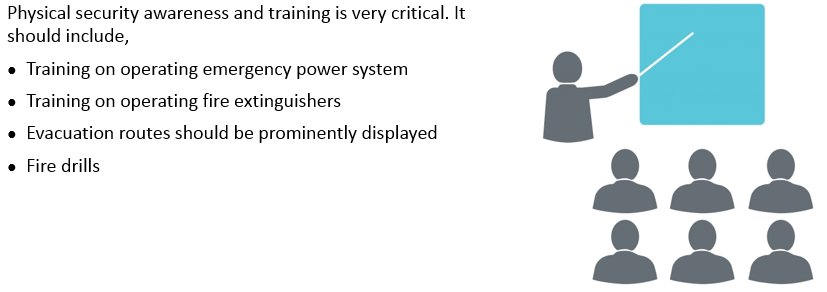 Physical security awareness and training is very critical. It
should include,
● Training on operating emergency power system
● Training on operating fire extinguishers
● Evacuation routes should be prominently displayed
● Fire drills